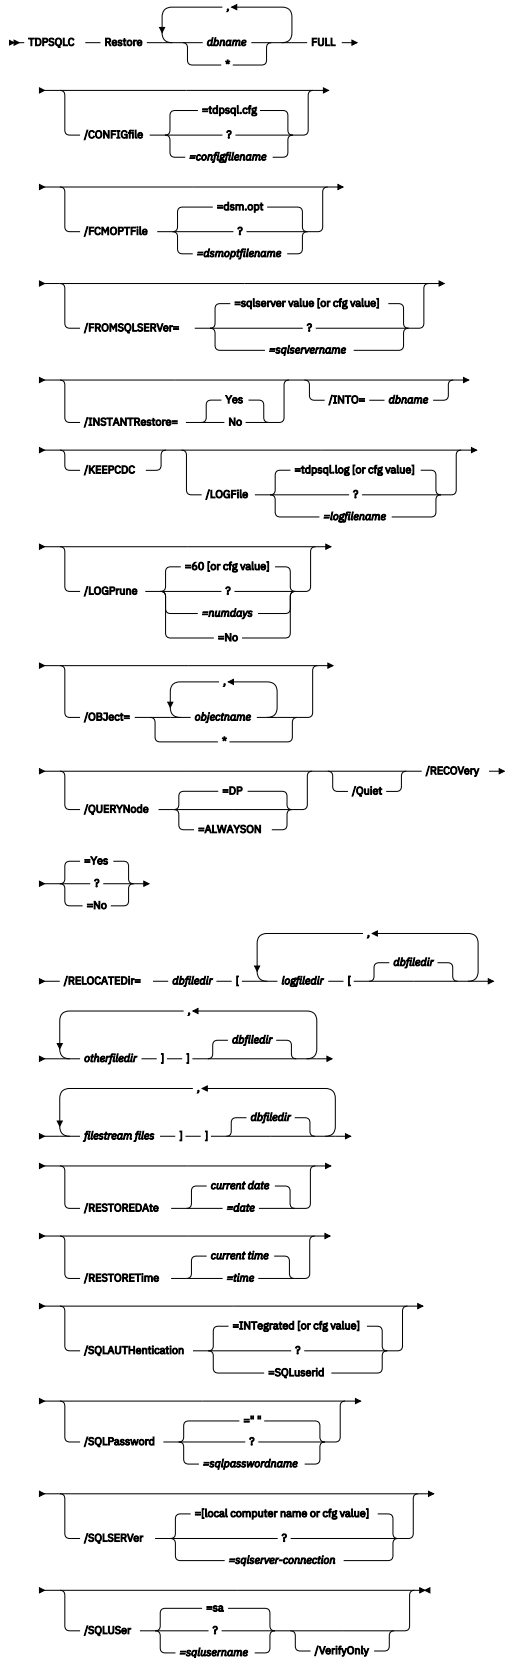 ,
TDPSQLC Restore dbname FULL
*
=tdpsql.cfg
/CONFIGfile ?
=configfilename
=dsm.opt
/FCMOPTFile ?
=dsmoptfilename
=sqlserver value [or cfg value]
/FROMSQLSERVer= ?
=sqlservername
Yes /INTO= dbname
/INSTANTRestore= No
/KEEPCDC =tdpsql.log [or cfg value]
/LOGFile ?
=logfilename
=60 [or cfg value]
/LOGPrune ?
=numdays
=No
,
/OBJect= objectname
*
/RECOVery
=DP /Quiet
/QUERYNode
=ALWAYSON
=Yes
?
=No
,
dbfiledir
/RELOCATEDir= dbfiledir [ logfiledir [
,
dbfiledir
otherfiledir ] ]
,
dbfiledir
filestream files ] ]
current date
/RESTOREDAte =date
current time
/RESTORETime =time
=INTegrated [or cfg value]
/SQLAUTHentication ?
=SQLuserid
=" "
/SQLPassword ?
=sqlpasswordname
=[local computer name or cfg value]
/SQLSERVer ?
=sqlserver-connection
=sa
/SQLUSer ?
=sqlusername /VerifyOnly